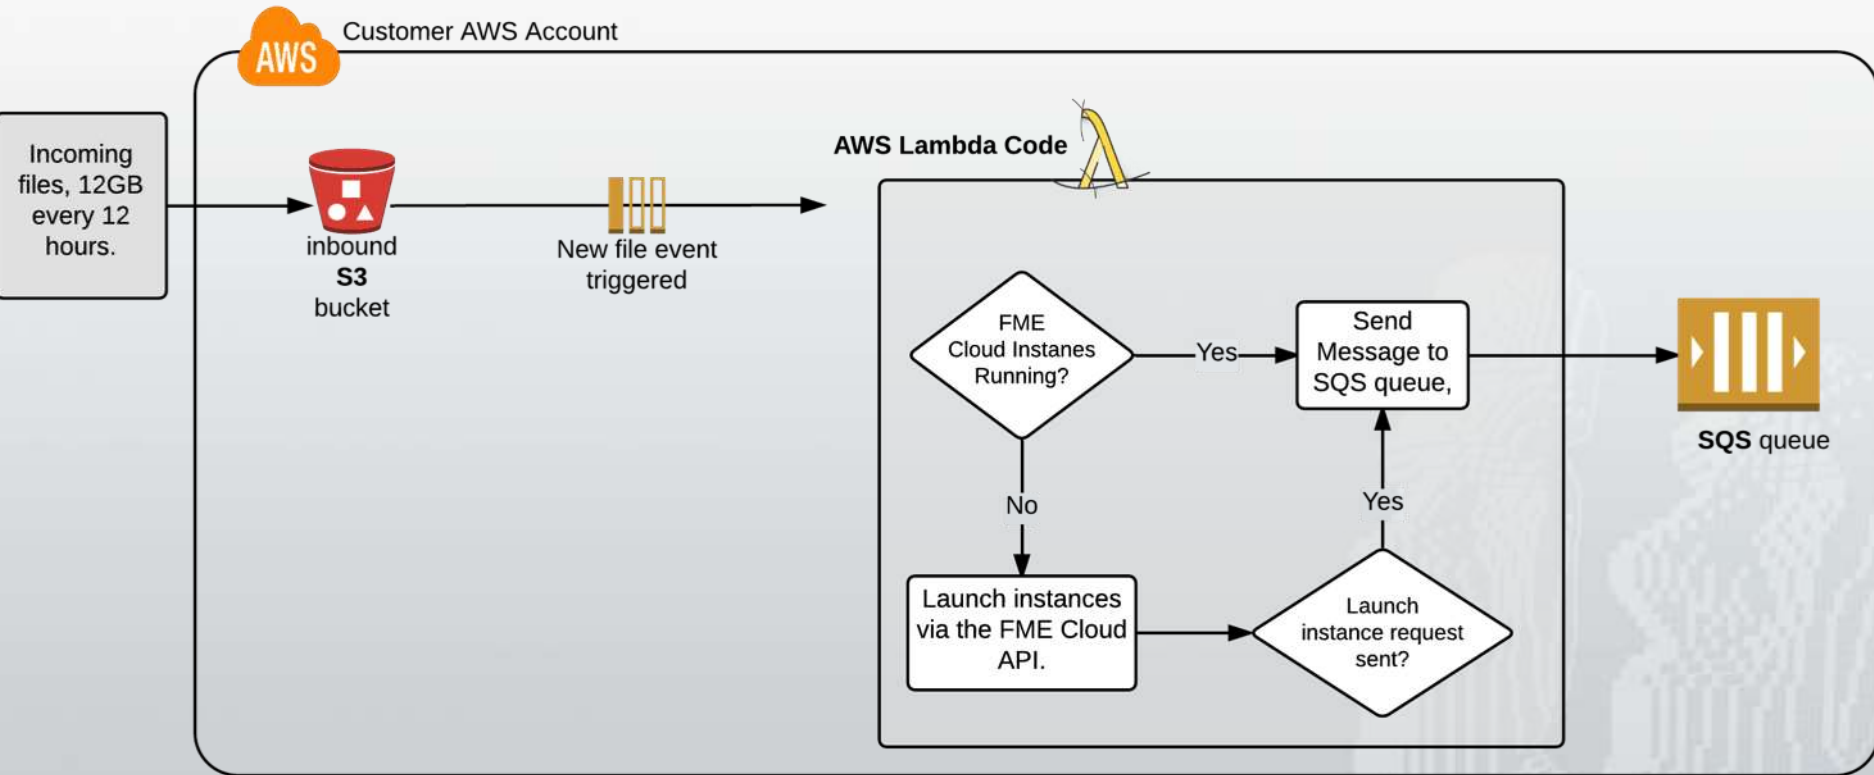 AWS
Customer AWS Account
Incoming
files, 12GB
every 12
hours.
inbound
S3
bucket
New file event
triggered
AWS Lambda Code
FME
Cloud Instanes
Running?
Yes
Send
Message to
SQS queue,
SQS queue
No
Yes
Launch instances
via the FME Cloud
API.
Launch
instance request
sent?